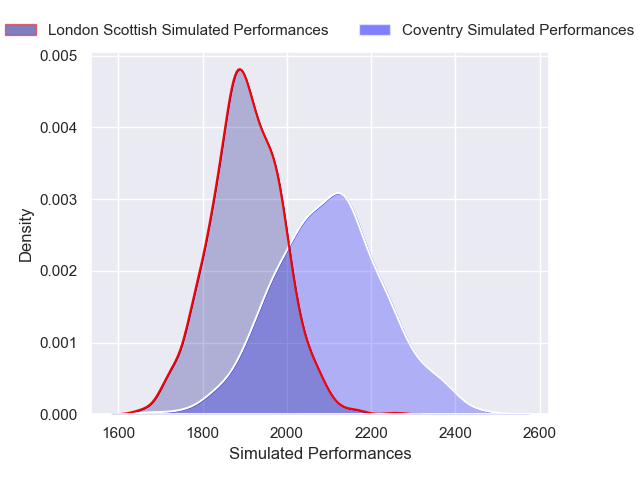 London Scottish Simulated Performances
Coventry Simulated Performances
0.005
0.004
0.003
0.002
0.001
0.000
Density
1600 1800 2000 2200 2400 2600
Simulated Performances